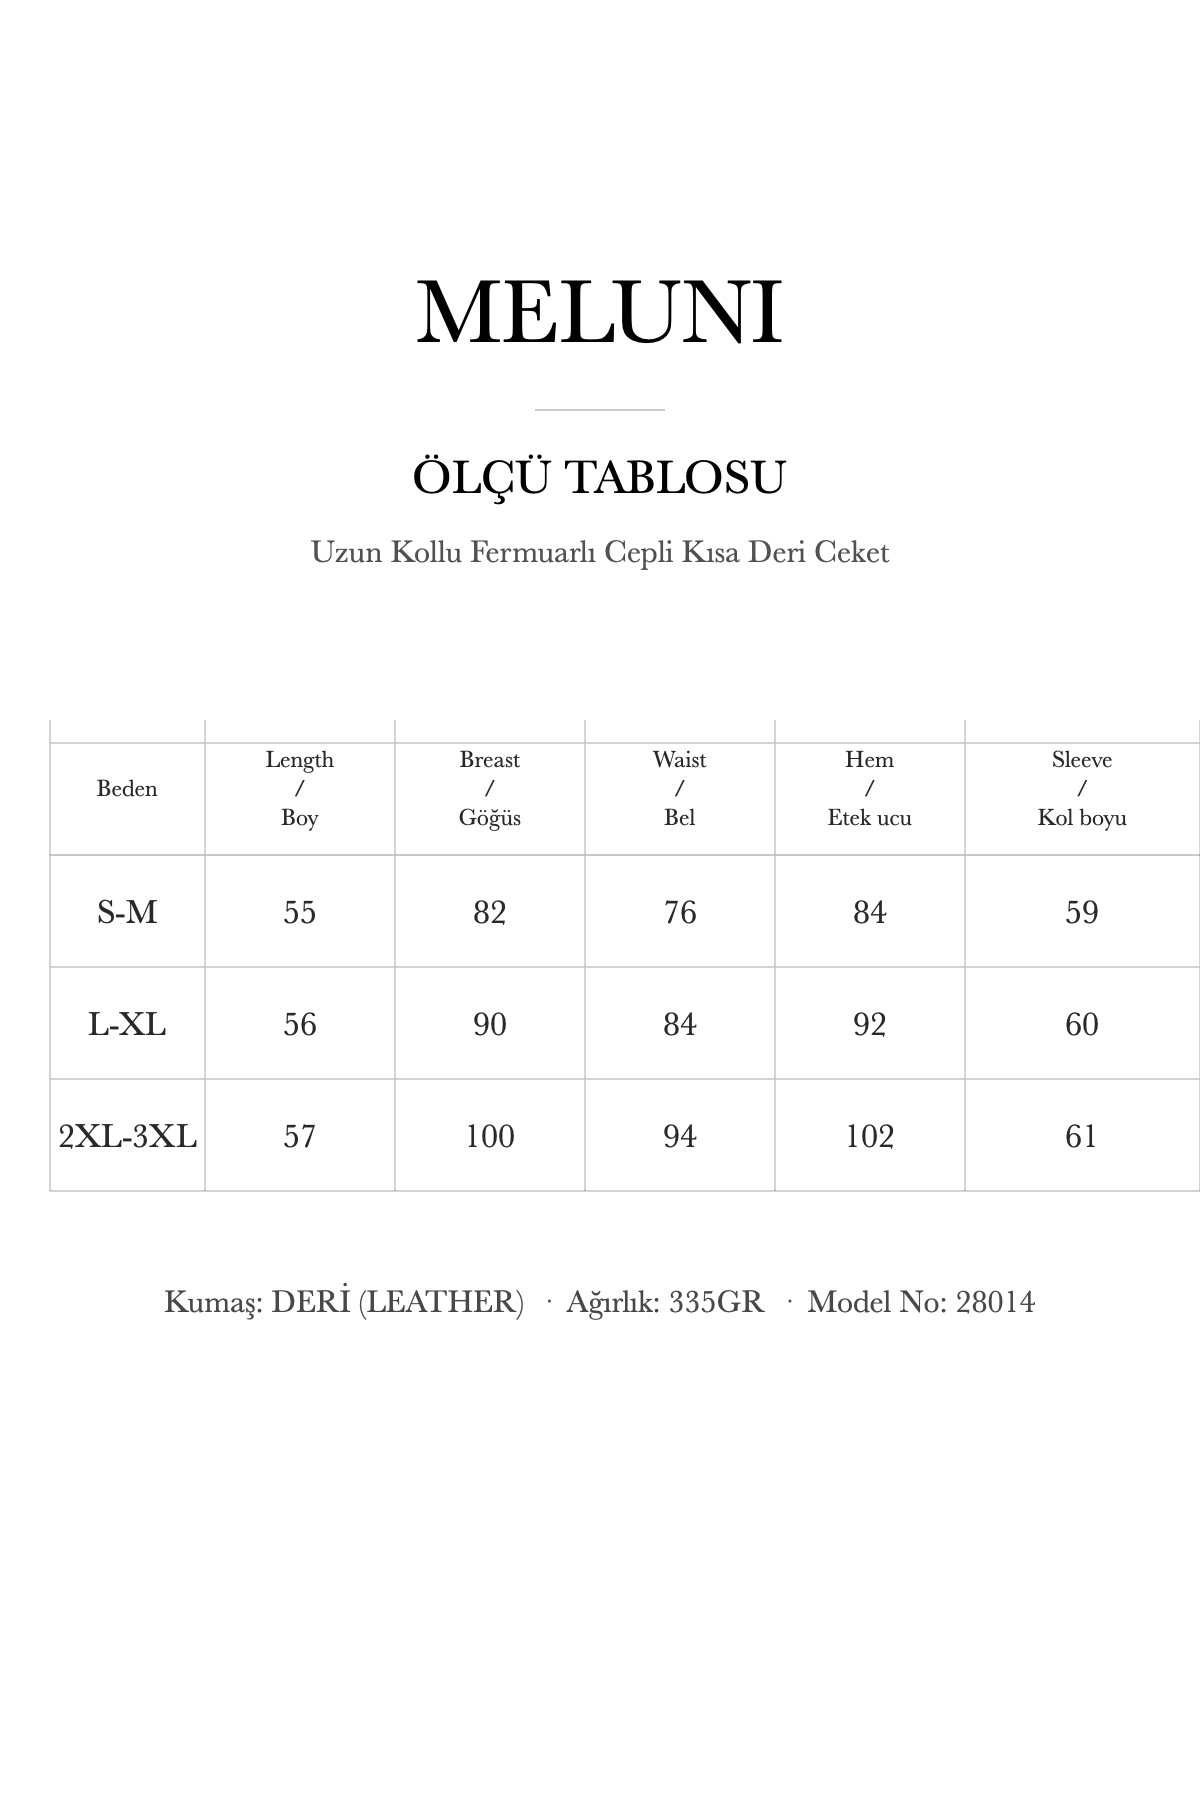 MELUNI
ÖLÇÜ TABLOSU
Uzun Kollu Fermuarlı Cepli Kısa Deri Ceket
Beden Length / Boy Breast / Göğüs Waist / Bel Hem / Etek ucu Sleeve / Kol boyu
S-M 55 82 76 84 59
L-XL 56 90 84 92 60
2XL-3XL 57 100 94 102 61
Kumaş: DERİ (LEATHER) · Ağırlık: 335GR · Model No: 28014